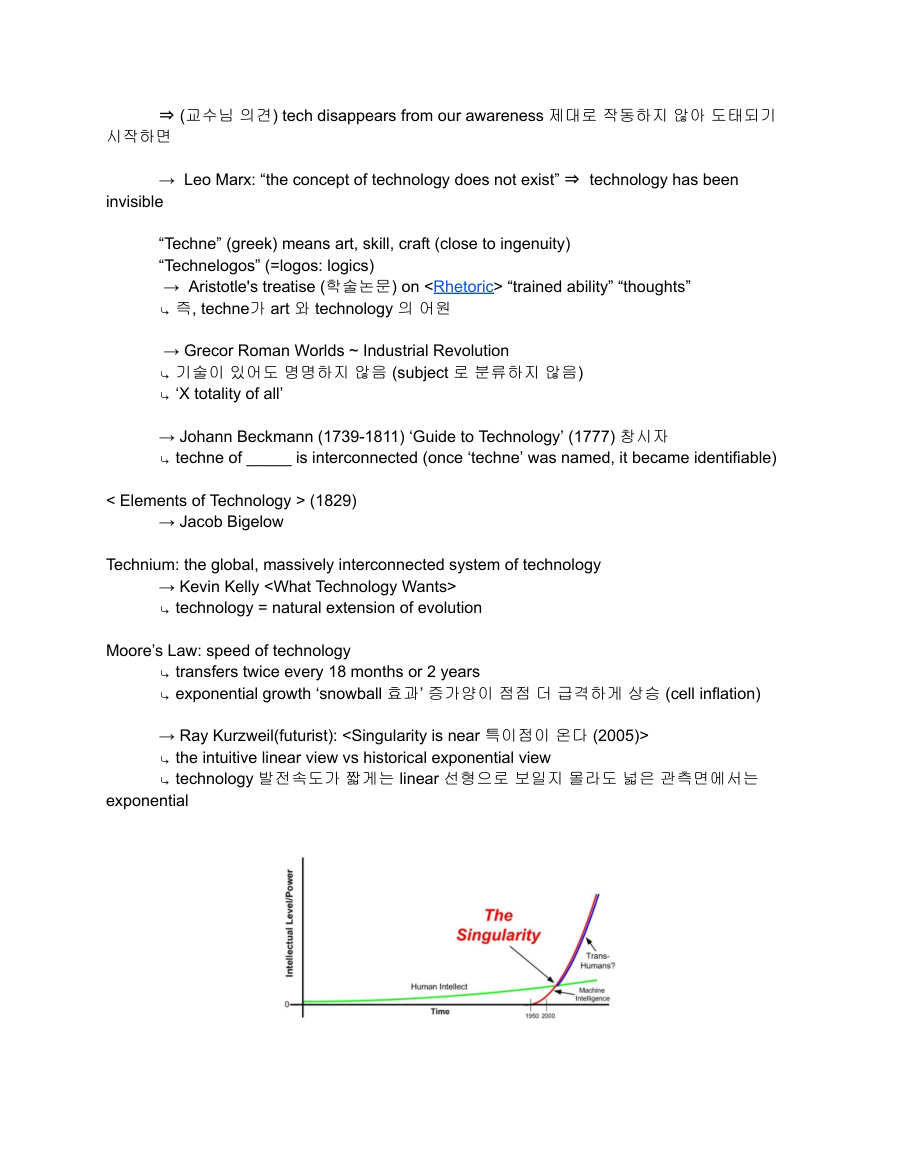 ⇒ (교수님 의견) tech disappears from our awareness 제대로 작동하지 않아 도태되기
시작하면
→ Leo Marx: “the concept of technology does not exist” ⇒ technology has been
invisible
“Techne” (greek) means art, skill, craft (close to ingenuity)
“Technelogos” (=logos: logics)
→ Aristotle's treatise (학술논문) on <Rhetoric> “trained ability” “thoughts”
↳ 즉, techne가 art 와 technology 의 어원
→ Grecor Roman Worlds ~ Industrial Revolution
↳ 기술이 있어도 명명하지 않음 (subject 로 분류하지 않음)
↳ ‘X totality of all’
→ Johann Beckmann (1739-1811) ‘Guide to Technology’ (1777) 창시자
↳ techne of _____ is interconnected (once ‘techne’ was named, it became identifiable)
< Elements of Technology > (1829)
→ Jacob Bigelow
Technium: the global, massively interconnected system of technology
→ Kevin Kelly <What Technology Wants>
↳ technology = natural extension of evolution
Moore’s Law: speed of technology
↳ transfers twice every 18 months or 2 years
↳ exponential growth ‘snowball 효과’ 증가양이 점점 더 급격하게 상승 (cell inflation)
→ Ray Kurzweil(futurist): <Singularity is near 특이점이 온다 (2005)>
↳ the intuitive linear view vs historical exponential view
↳ technology 발전속도가 짧게는 linear 선형으로 보일지 몰라도 넓은 관측면에서는
exponential
Intellectual Level/Power
The
Singularity
Trans-
Humans?
Human Intellect
Machine
Intelligence
0
Time
1950 2000